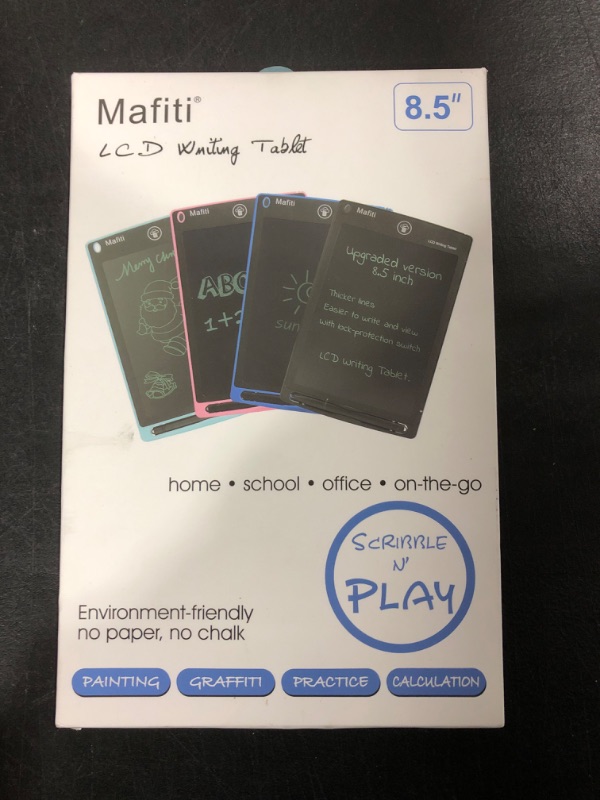 Mafiti®
8.5"
LCD Writing Tablet
Mafiti
Merry
Mafiti
ABC
1+2
Mafiti
sun
Mafiti
LCD Writing Tablet
Upgraded version
8.5 inch
Thicker lines
Easier to write and view
With lock-protection switch
LCD Writing Tablet.
home • school • office • on-the-go
SCRIBBLE
N'
PLAY
Environment-friendly
no paper, no chalk
PAINTING
GRAFFITI
PRACTICE
CALCULATION